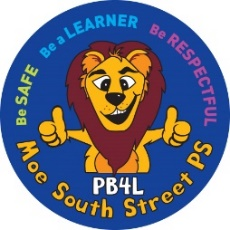 Be SAFE Be a LEARNER Be RESPECTFUL
PB4L
Moe South Street PS